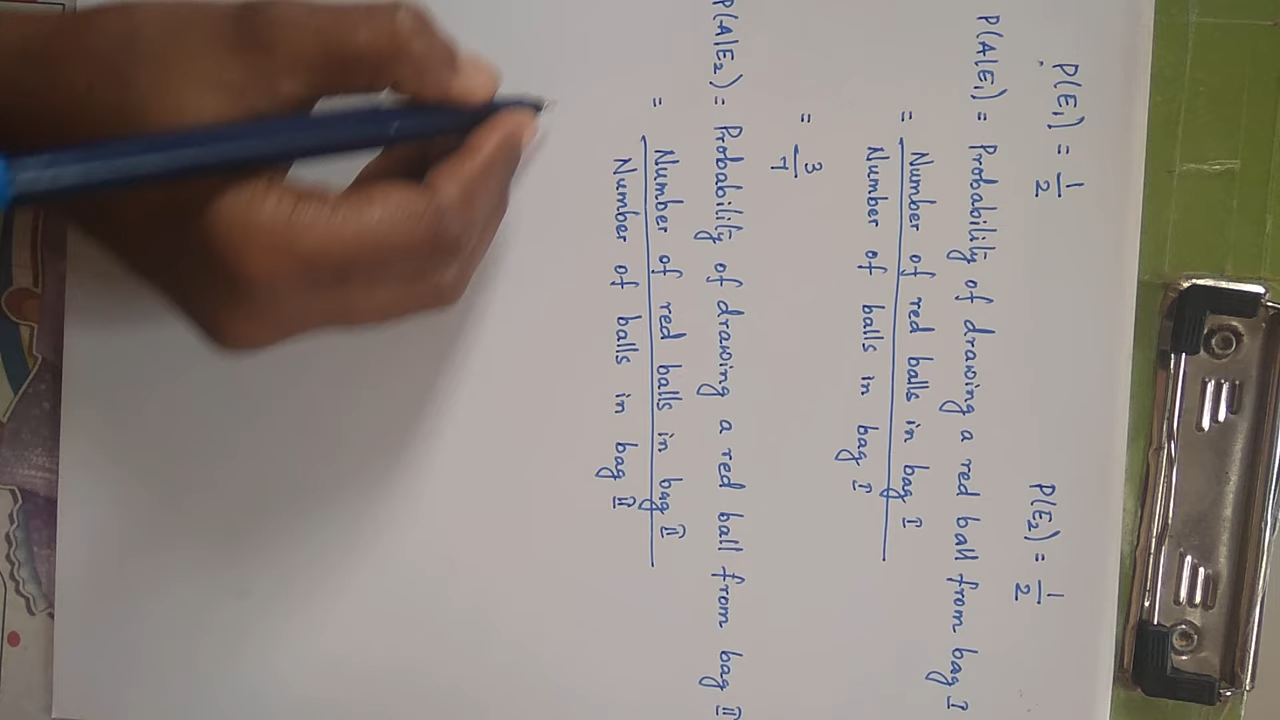 P(E₁) = 1/2 P(E₂) = 1/2
P(A|E₁) = Probability of drawing a red ball from bag I
= Number of red balls in bag I
Number of balls in bag I
= 3/7
P(A|E₂) = Probability of drawing a red ball from bag II
= Number of red balls in bag II
Number of balls in bag II